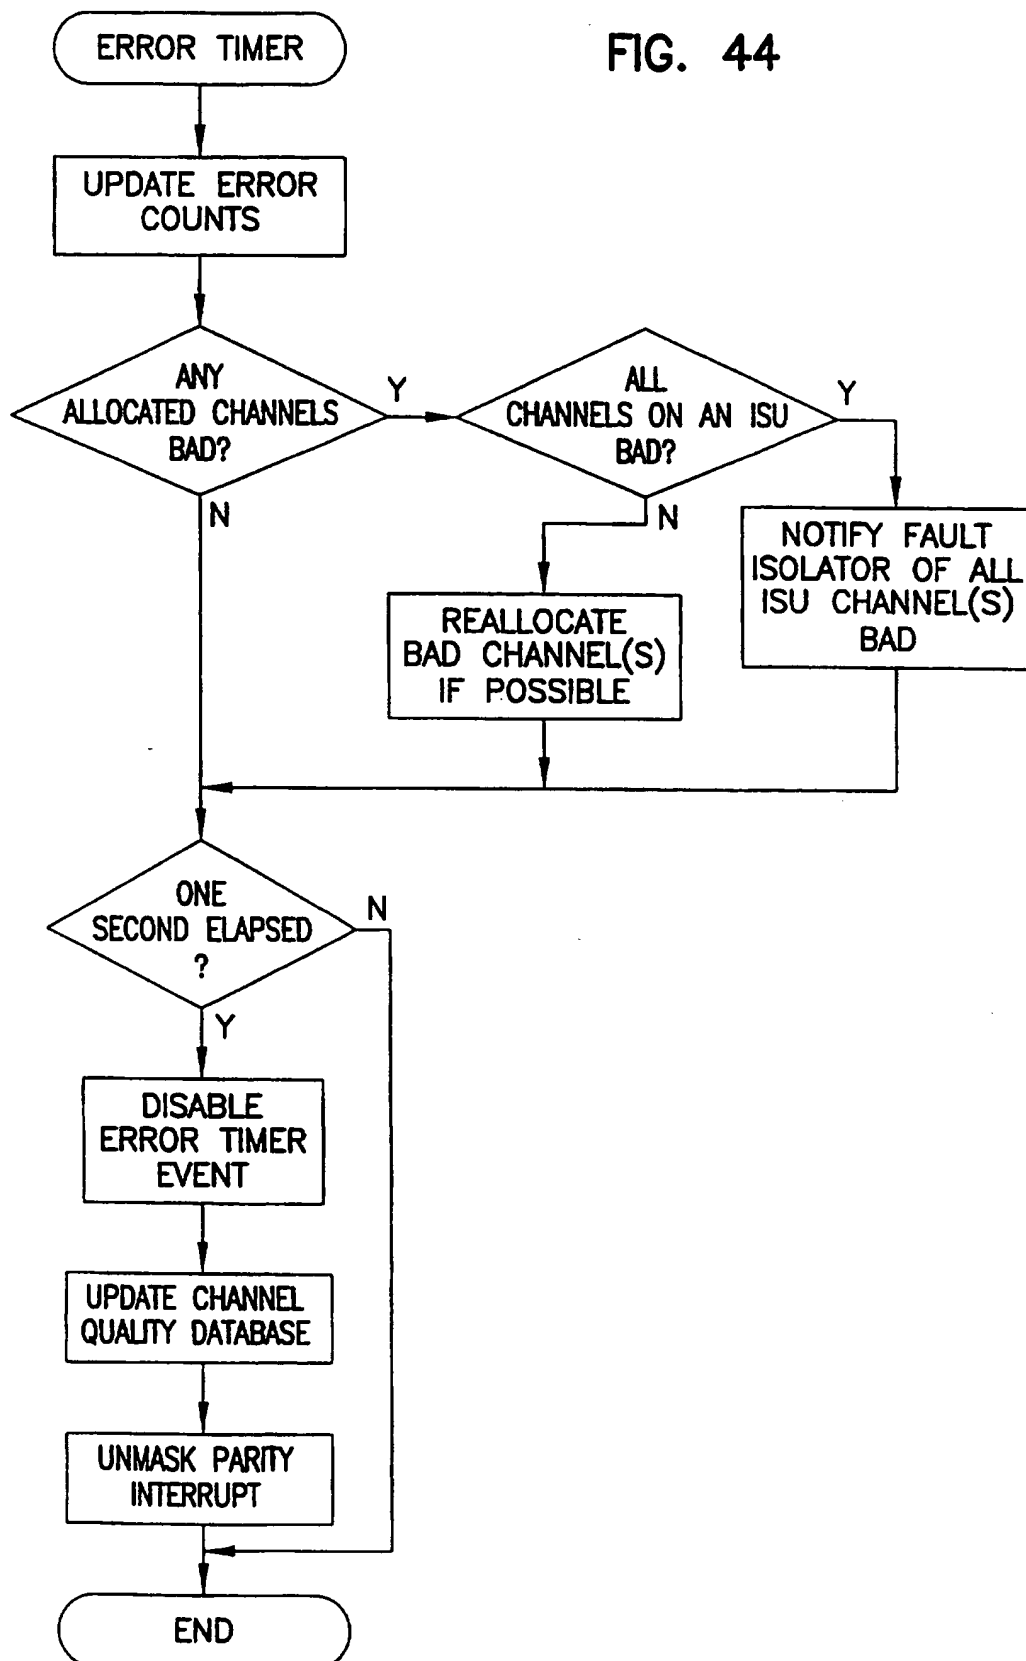 ERROR TIMER
FIG. 44
UPDATE ERROR
COUNTS
ANY
ALLOCATED CHANNELS
BAD?
Y
N
ALL
CHANNELS ON AN ISU
BAD?
Y
N
NOTIFY FAULT
ISOLATOR OF ALL
ISU CHANNEL(S)
BAD
REALLOCATE
BAD CHANNEL(S)
IF POSSIBLE
ONE
SECOND ELAPSED
?
N
Y
DISABLE
ERROR TIMER
EVENT
UPDATE CHANNEL
QUALITY DATABASE
UNMASK PARITY
INTERRUPT
END